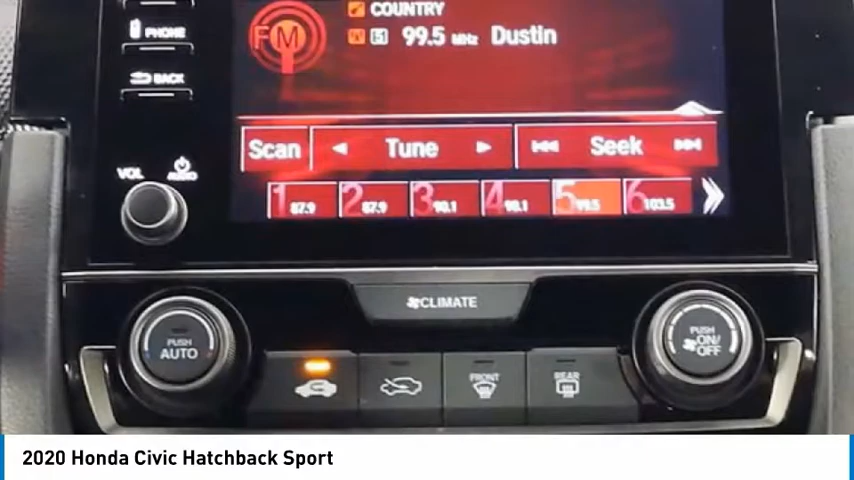 PHONE
BACK
VOL
AUDIO
FM
COUNTRY
5 99.5 MHz Dustin
Scan Tune Seek
1 87.9 2 87.9 3 90.1 4 98.1 5 99.5 6 103.5
CLIMATE
PUSH
AUTO
FRONT
REAR
PUSH
ON/
OFF
2020 Honda Civic Hatchback Sport